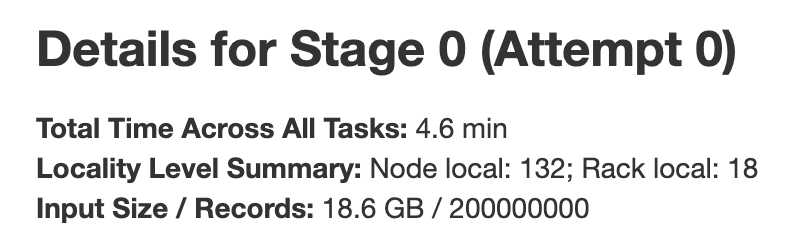 Details for Stage 0 (Attempt 0)
Total Time Across All Tasks: 4.6 min
Locality Level Summary: Node local: 132; Rack local: 18
Input Size / Records: 18.6 GB / 200000000